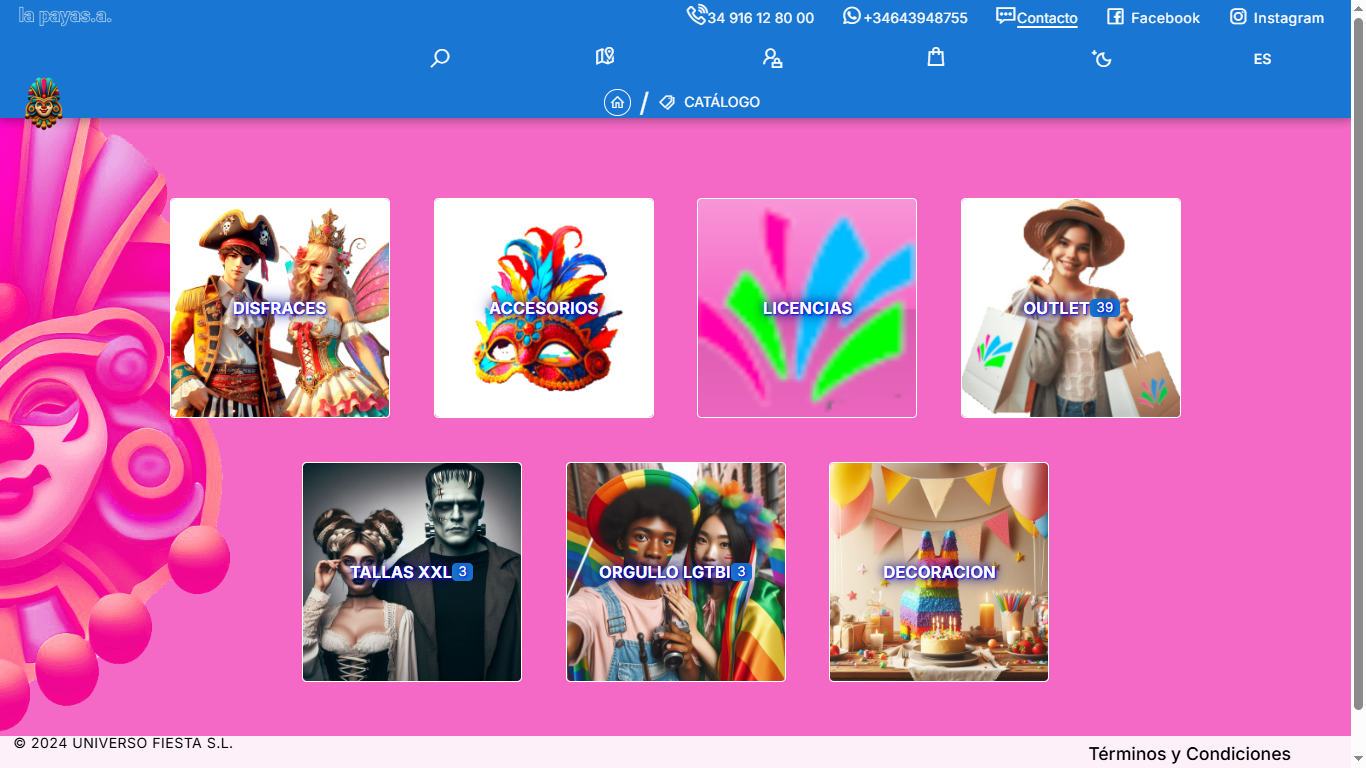 la payas.a.
34 916 12 80 00
+34643948755
Contacto
Facebook
Instagram
ES
/ CATÁLOGO
DISFRACES
ACCESORIOS
LICENCIAS
OUTLET 39
TALLAS XXL 3
ORGULLO LGTBI 3
DECORACION
© 2024 UNIVERSO FIESTA S.L.
Términos y Condiciones